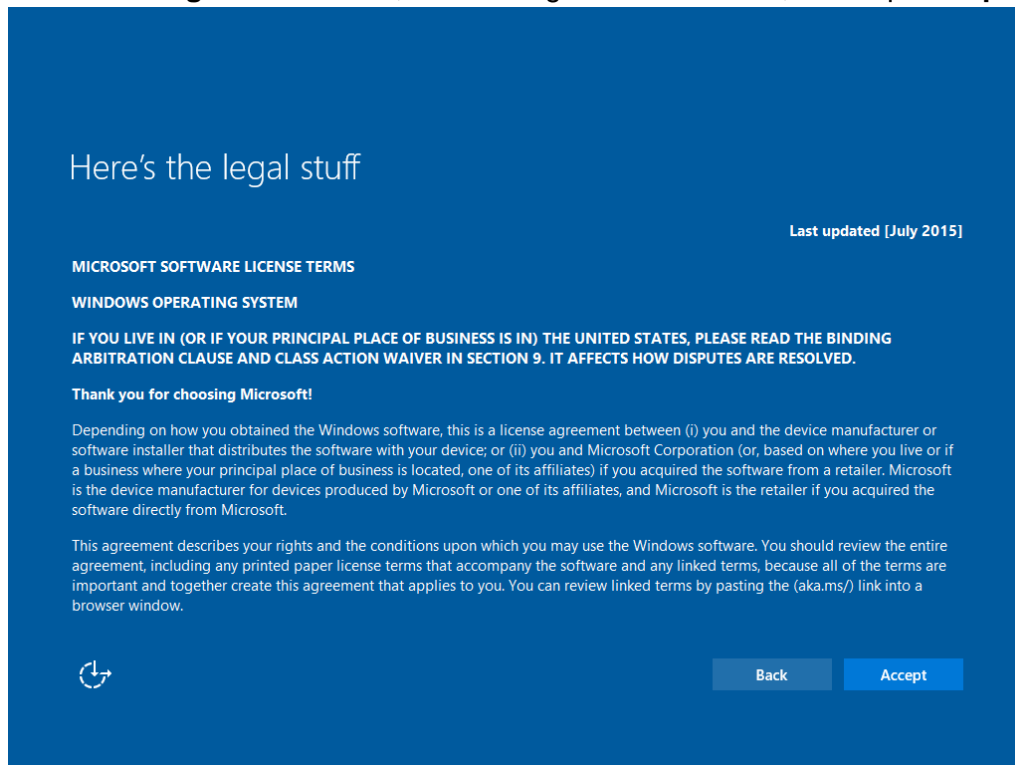 Here's the legal stuff
Last updated [July 2015]
MICROSOFT SOFTWARE LICENSE TERMS
WINDOWS OPERATING SYSTEM
IF YOU LIVE IN (OR IF YOUR PRINCIPAL PLACE OF BUSINESS IS IN) THE UNITED STATES, PLEASE READ THE BINDING
ARBITRATION CLAUSE AND CLASS ACTION WAIVER IN SECTION 9. IT AFFECTS HOW DISPUTES ARE RESOLVED.
Thank you for choosing Microsoft!
Depending on how you obtained the Windows software, this is a license agreement between (i) you and the device manufacturer or
software installer that distributes the software with your device; or (ii) you and Microsoft Corporation (or, based on where you live or if
a business where your principal place of business is located, one of its affiliates) if you acquired the software from a retailer. Microsoft
is the device manufacturer for devices produced by Microsoft or one of its affiliates, and Microsoft is the retailer if you acquired the
software directly from Microsoft.
This agreement describes your rights and the conditions upon which you may use the Windows software. You should review the entire
agreement, including any printed paper license terms that accompany the software and any linked terms, because all of the terms are
important and together create this agreement that applies to you. You can review linked terms by pasting the (aka.ms/) link into a
browser window.
Back Accept